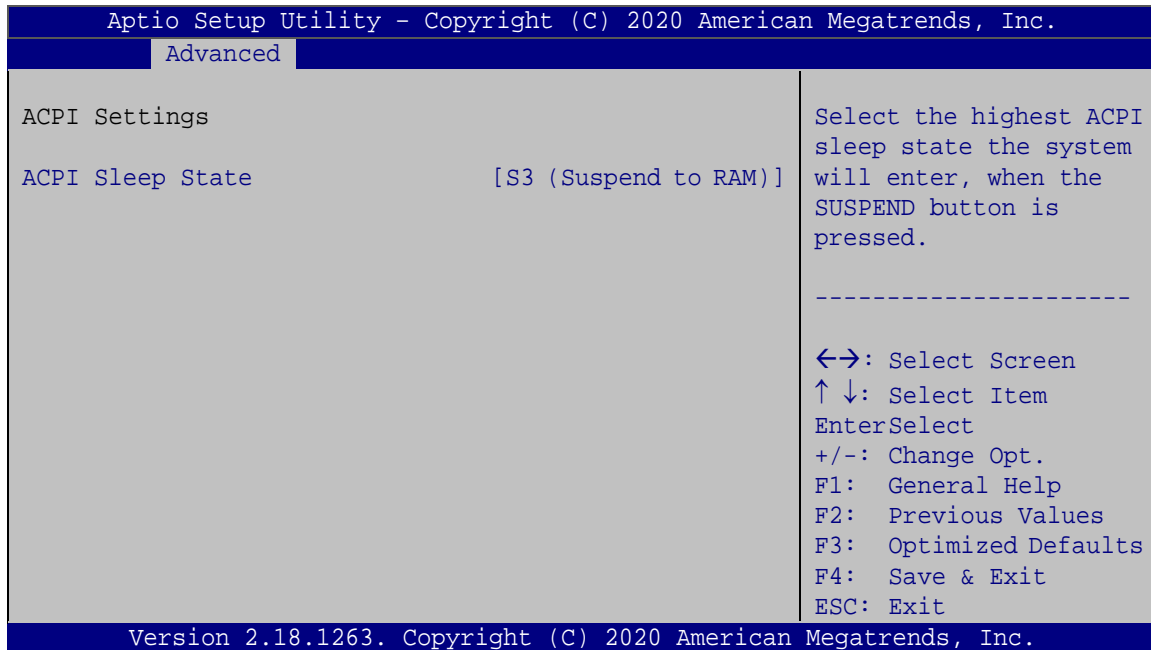 Aptio Setup Utility – Copyright (C) 2020 American Megatrends, Inc.
Advanced
ACPI Settings
ACPI Sleep State [S3 (Suspend to RAM)]
Select the highest ACPI
sleep state the system
will enter, when the
SUSPEND button is
pressed.
----------------------
←→: Select Screen
↑ ↓: Select Item
EnterSelect
+/-: Change Opt.
F1: General Help
F2: Previous Values
F3: Optimized Defaults
F4: Save & Exit
ESC: Exit
Version 2.18.1263. Copyright (C) 2020 American Megatrends, Inc.